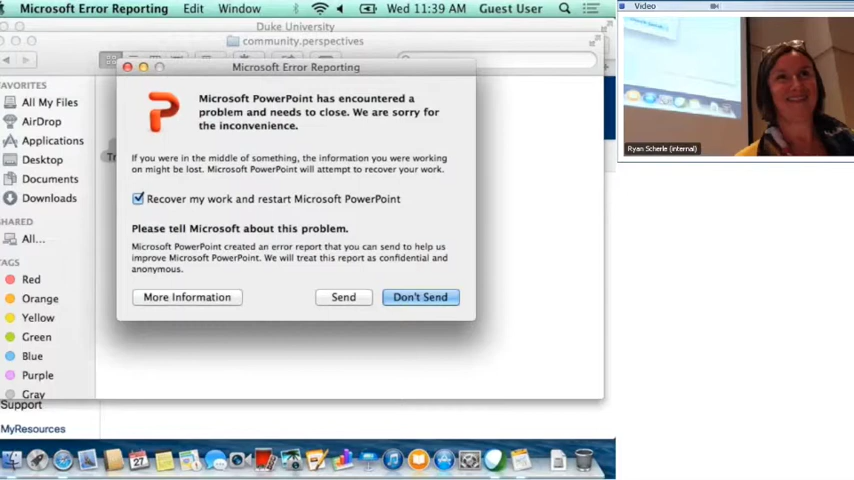 Microsoft Error Reporting Edit Window Wed 11:39 AM Guest User
Video
Duke University
community.perspectives
Microsoft Error Reporting
FAVORITES
All My Files
AirDrop
Applications
Desktop
Documents
Downloads
SHARED
All...
TAGS
Red
Orange
Yellow
Green
Blue
Purple
Gray
Support
MyResources
Microsoft PowerPoint has encountered a
problem and needs to close. We are sorry for
the inconvenience.
If you were in the middle of something, the information you were working
on might be lost. Microsoft PowerPoint will attempt to recover your work.
Recover my work and restart Microsoft PowerPoint
Please tell Microsoft about this problem.
Microsoft PowerPoint created an error report that you can send to help us
improve Microsoft PowerPoint. We will treat this report as confidential and
anonymous.
More Information Send Don't Send
Ryan Scherle (internal)
27